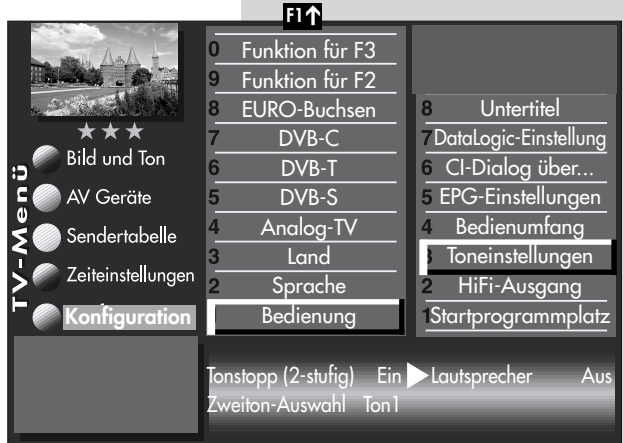 F1↑
TV-Menü
Bild und Ton
AV Geräte
Sendertabelle
Zeiteinstellungen
Konfiguration
0 Funktion für F3
9 Funktion für F2
8 EURO-Buchsen
7 DVB-C
6 DVB-T
5 DVB-S
4 Analog-TV
3 Land
2 Sprache
Bedienung
8 Untertitel
7 DataLogic-Einstellung
6 CI-Dialog über...
5 EPG-Einstellungen
4 Bedienumfang
3 Toneinstellungen
2 HiFi-Ausgang
1 Startprogrammplatz
Tonstopp (2-stufig) Ein Lautsprecher Aus
Zweiton-Auswahl Ton1